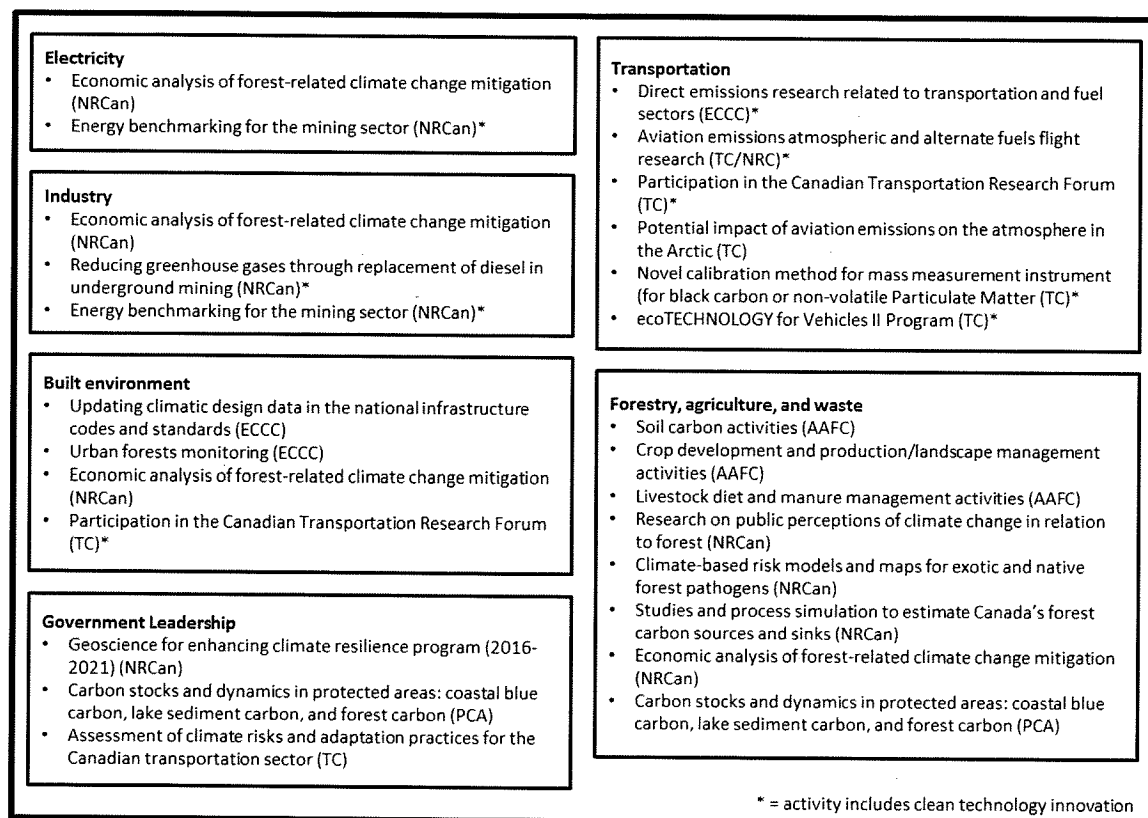 Electricity
• Economic analysis of forest-related climate change mitigation
(NRCan)
• Energy benchmarking for the mining sector (NRCan)*
Industry
• Economic analysis of forest-related climate change mitigation
(NRCan)
• Reducing greenhouse gases through replacement of diesel in
underground mining (NRCan)*
• Energy benchmarking for the mining sector (NRCan)*
Built environment
• Updating climatic design data in the national infrastructure
codes and standards (ECCC)
• Urban forests monitoring (ECCC)
• Economic analysis of forest-related climate change mitigation
(NRCan)
• Participation in the Canadian Transportation Research Forum
(TC)*
Government Leadership
• Geoscience for enhancing climate resilience program (2016-
2021) (NRCan)
• Carbon stocks and dynamics in protected areas: coastal blue
carbon, lake sediment carbon, and forest carbon (PCA)
• Assessment of climate risks and adaptation practices for the
Canadian transportation sector (TC)
Transportation
• Direct emissions research related to transportation and fuel
sectors (ECCC)*
• Aviation emissions atmospheric and alternate fuels flight
research (TC/NRC)*
• Participation in the Canadian Transportation Research Forum
(TC)*
• Potential impact of aviation emissions on the atmosphere in
the Arctic (TC)
• Novel calibration method for mass measurement instrument
(for black carbon or non-volatile Particulate Matter (TC)*
• ecoTECHNOLOGY for Vehicles II Program (TC)*
Forestry, agriculture, and waste
• Soil carbon activities (AAFC)
• Crop development and production/landscape management
activities (AAFC)
• Livestock diet and manure management activities (AAFC)
• Research on public perceptions of climate change in relation
to forest (NRCan)
• Climate-based risk models and maps for exotic and native
forest pathogens (NRCan)
• Studies and process simulation to estimate Canada's forest
carbon sources and sinks (NRCan)
• Economic analysis of forest-related climate change mitigation
(NRCan)
• Carbon stocks and dynamics in protected areas: coastal blue
carbon, lake sediment carbon, and forest carbon (PCA)
* = activity includes clean technology innovation